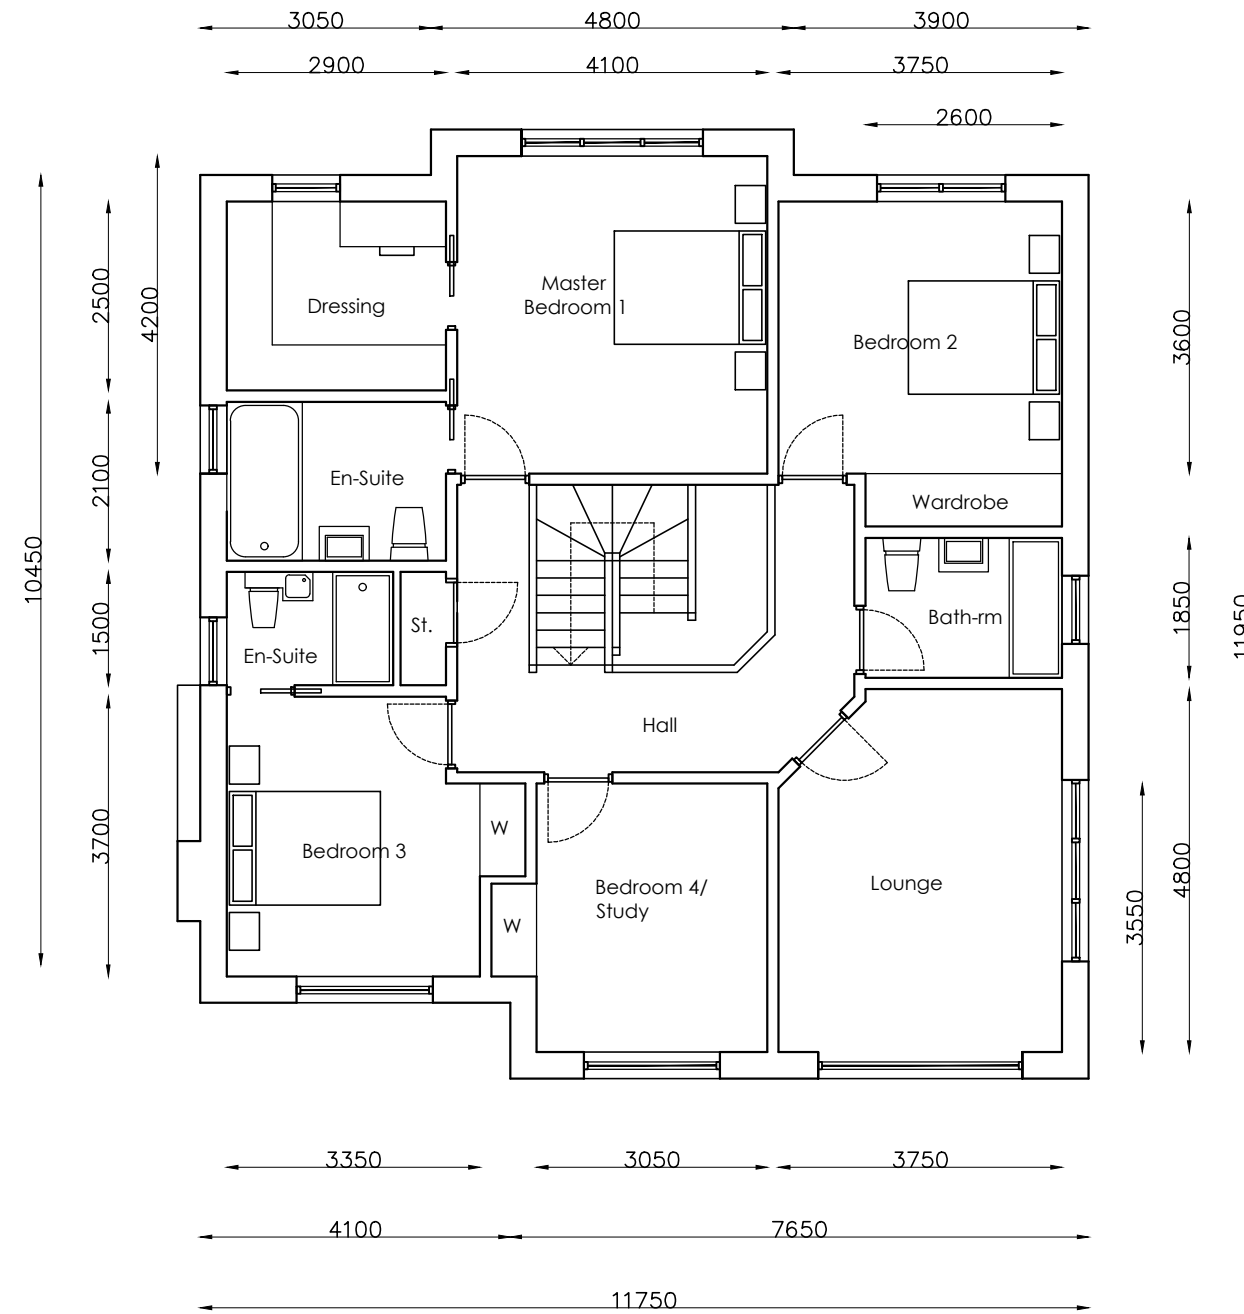 3050 4800 3900
2900 4100 3750
2600
Master
Bedroom 1
Dressing
Bedroom 2
2500
4200
3600
En-Suite
Wardrobe
2100
10450
1500
En-Suite
St.
Bath-rm
1850
11950
Hall
3700
Bedroom 3
W
W
Bedroom 4/
Study
Lounge
3550
4800
3350 3050 3750
4100 7650
11750